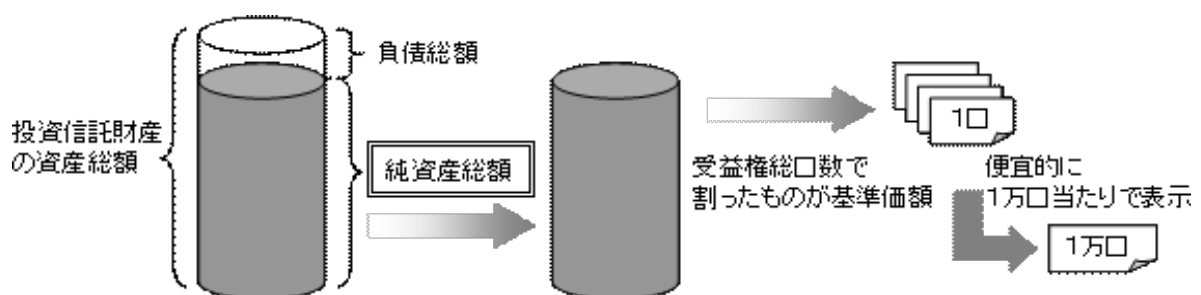 負債総額
投資信託財産
の資産総額
純資産総額
受益権総口数で
割ったものが基準価額
1口
便宜的に
1万口当たりで表示
1万口